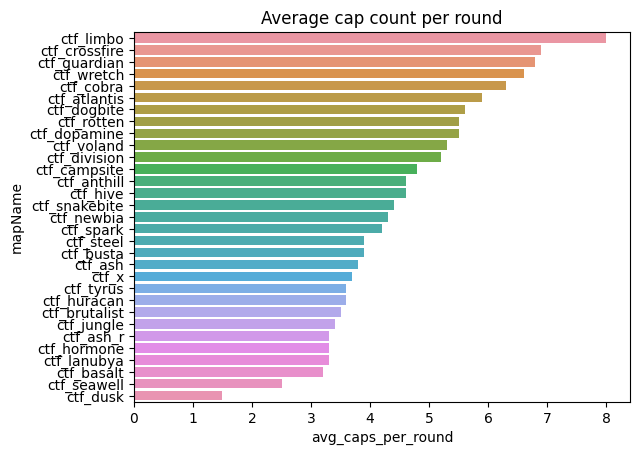 Average cap count per round
mapName
ctf_limbo
ctf_crossfire
ctf_guardian
ctf_wretch
ctf_cobra
ctf_atlantis
ctf_dogbite
ctf_rotten
ctf_dopamine
ctf_voland
ctf_division
ctf_campsite
ctf_anthill
ctf_hive
ctf_snakebite
ctf_newbia
ctf_spark
ctf_steel
ctf_busta
ctf_ash
ctf_x
ctf_tyrus
ctf_huracan
ctf_brutalist
ctf_jungle
ctf_ash_r
ctf_hormone
ctf_lanubya
ctf_basalt
ctf_seawell
ctf_dusk
0 1 2 3 4 5 6 7 8
avg_caps_per_round